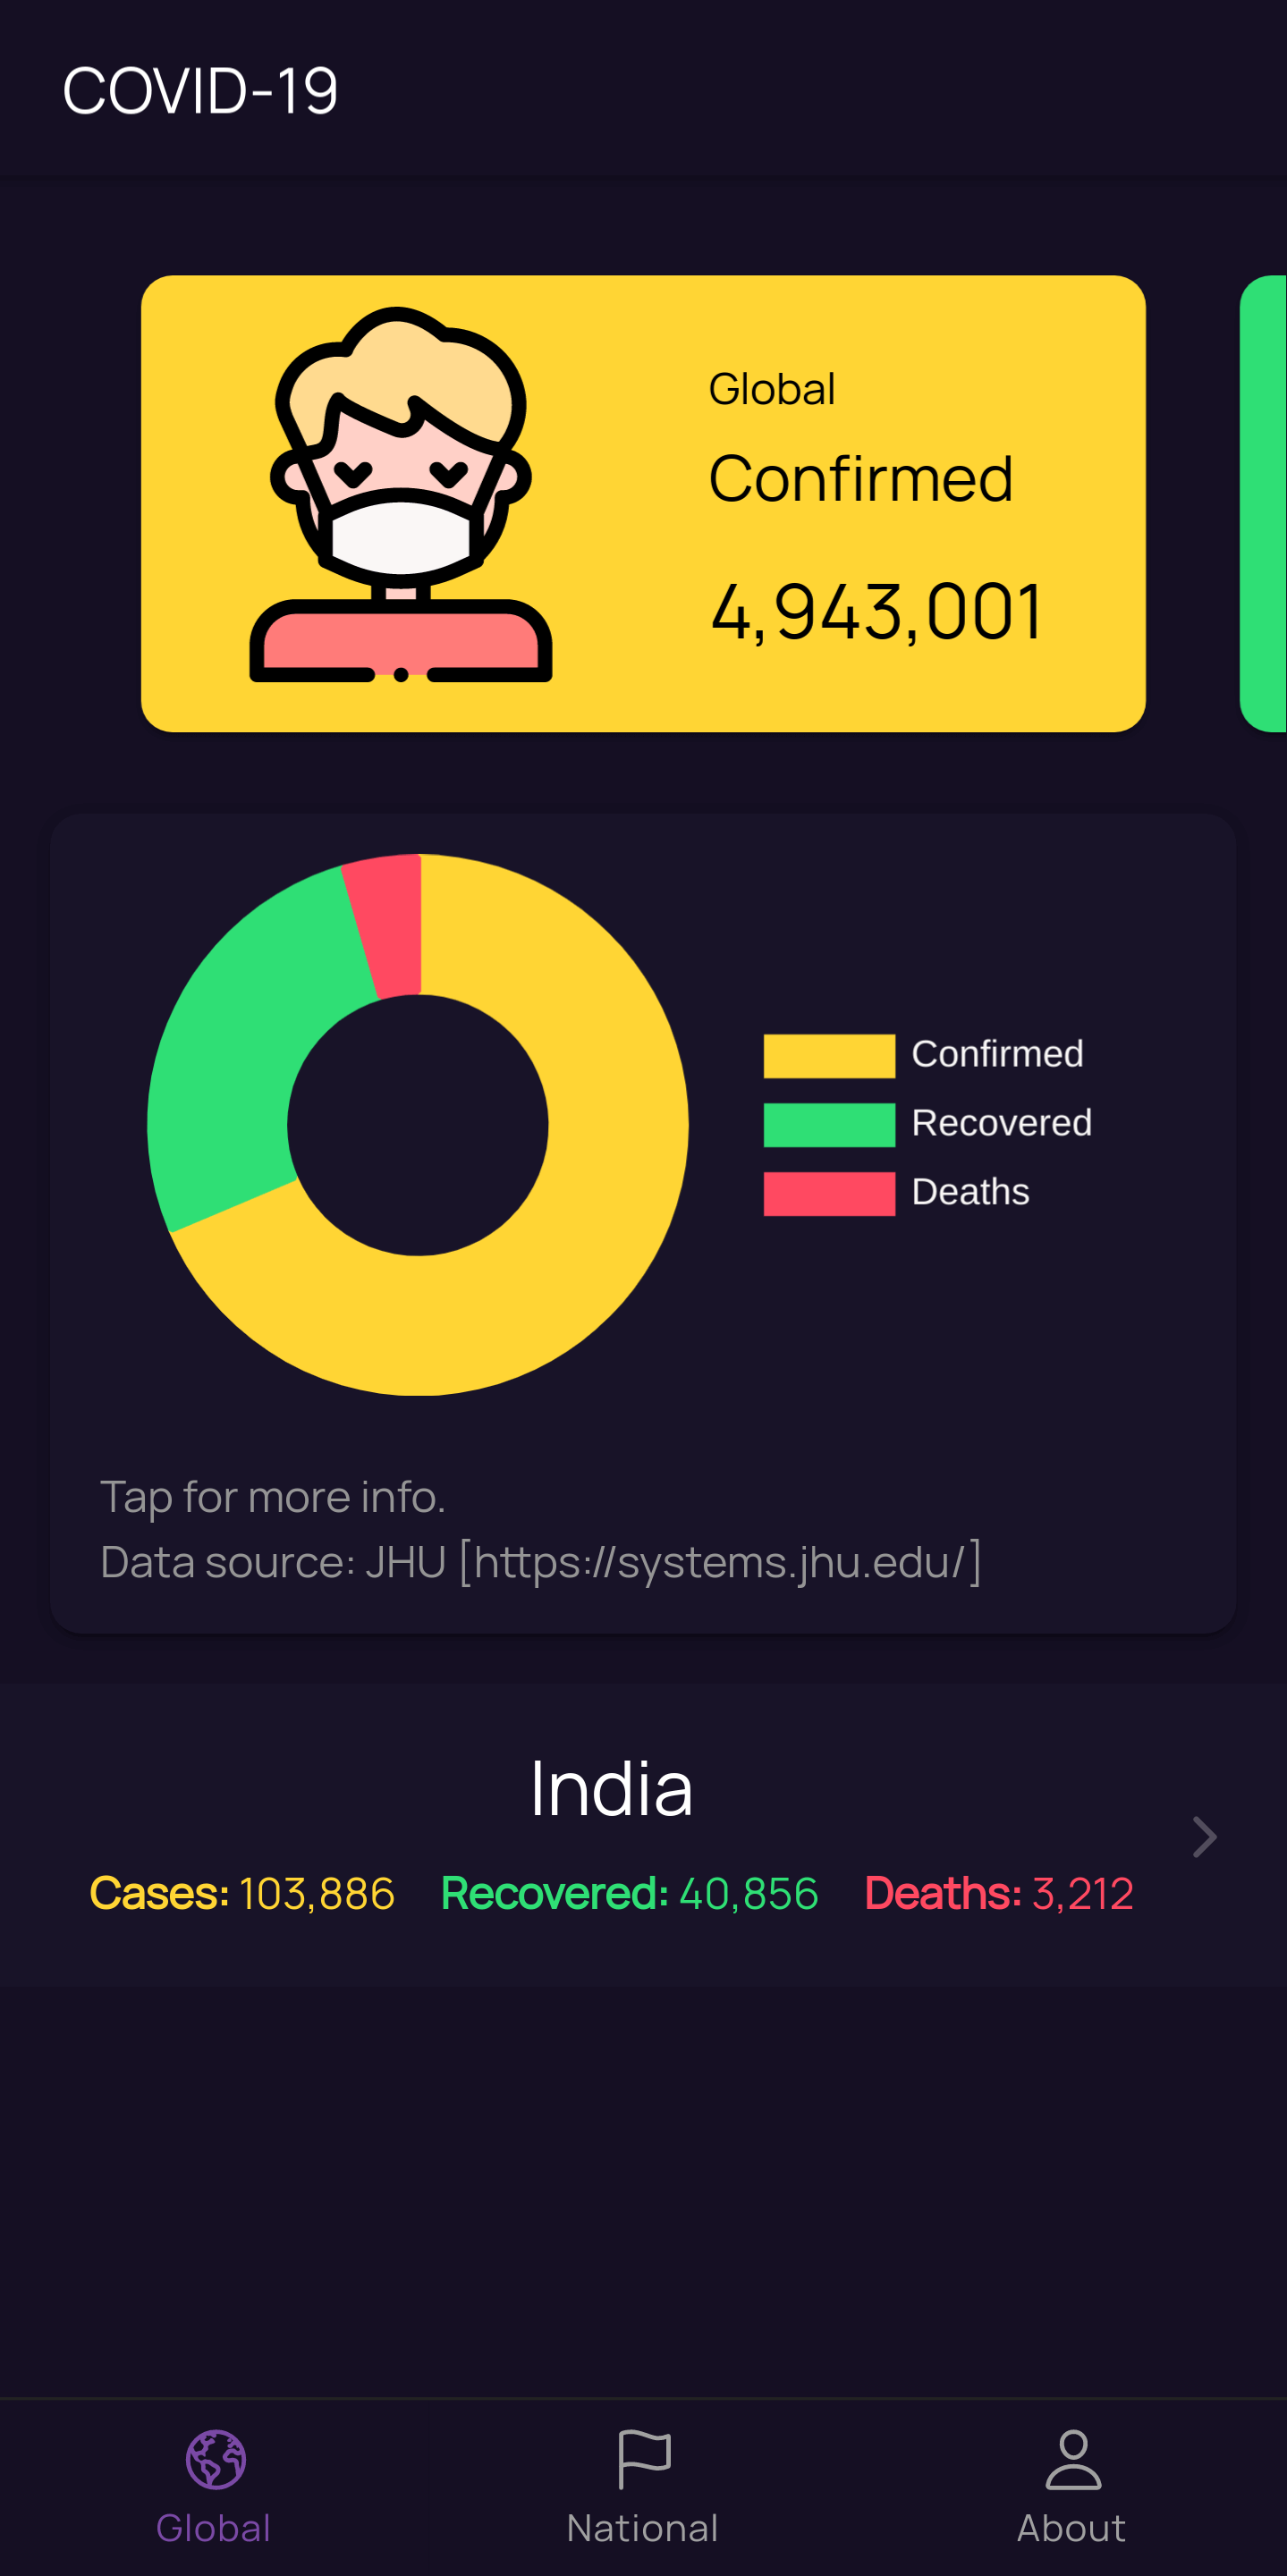 COVID-19
Global
Confirmed
4,943,001
Confirmed
Recovered
Deaths
Tap for more info.
Data source: JHU [https://systems.jhu.edu/]
India
Cases: 103,886 Recovered: 40,856 Deaths: 3,212
Global National About